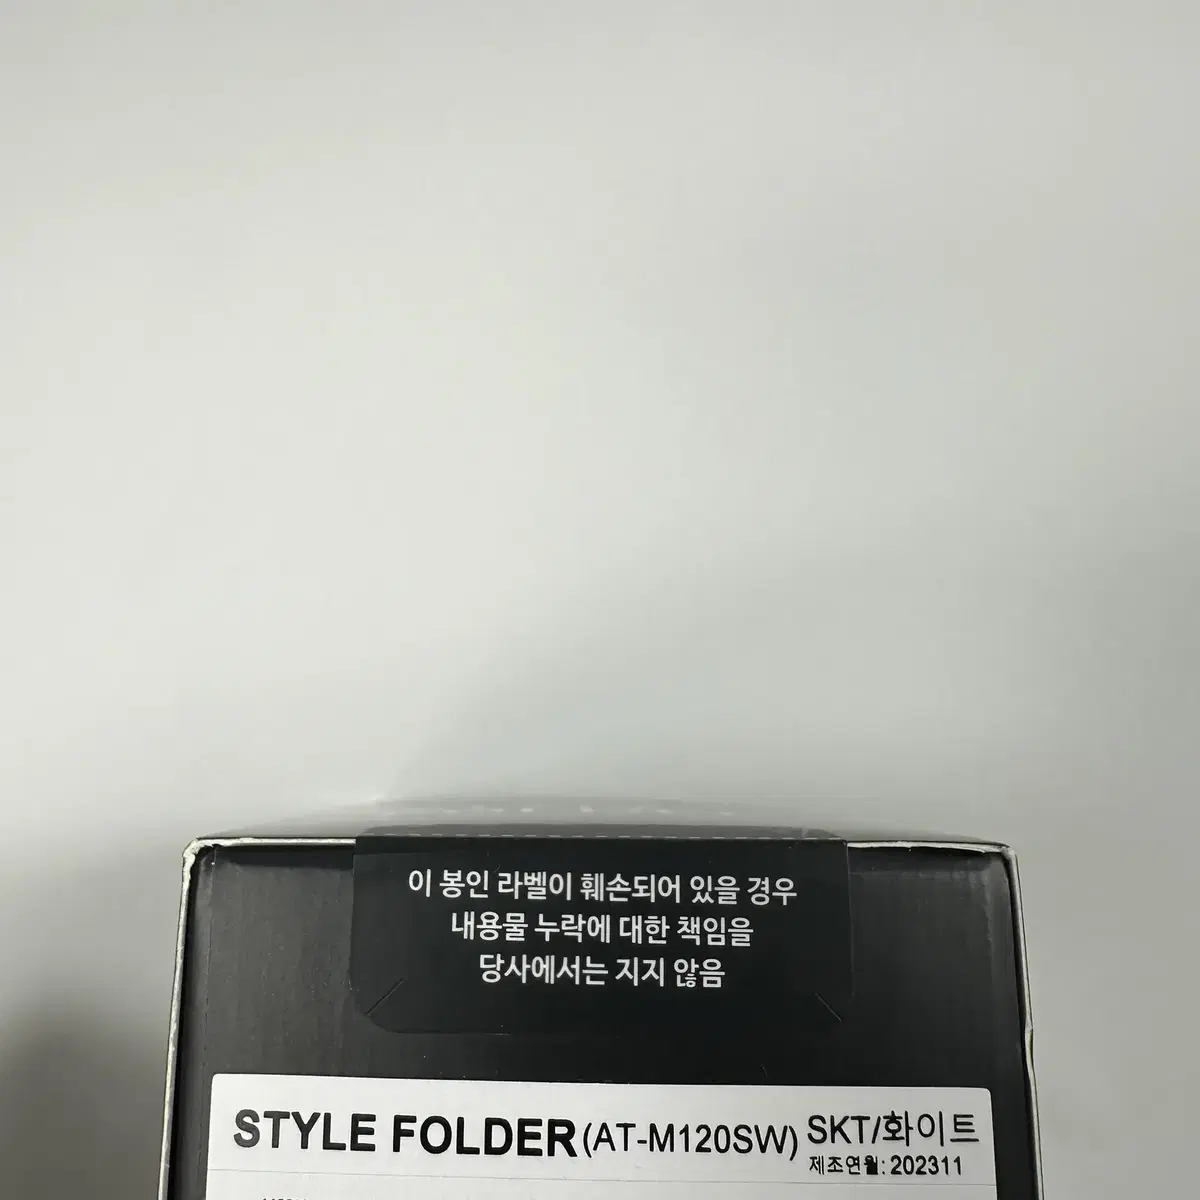 이 봉인 라벨이 훼손되어 있을 경우
내용물 누락에 대한 책임을
당사에서는 지지 않음
STYLE FOLDER(AT-M120SW) SKT/화이트
제조연월: 202311